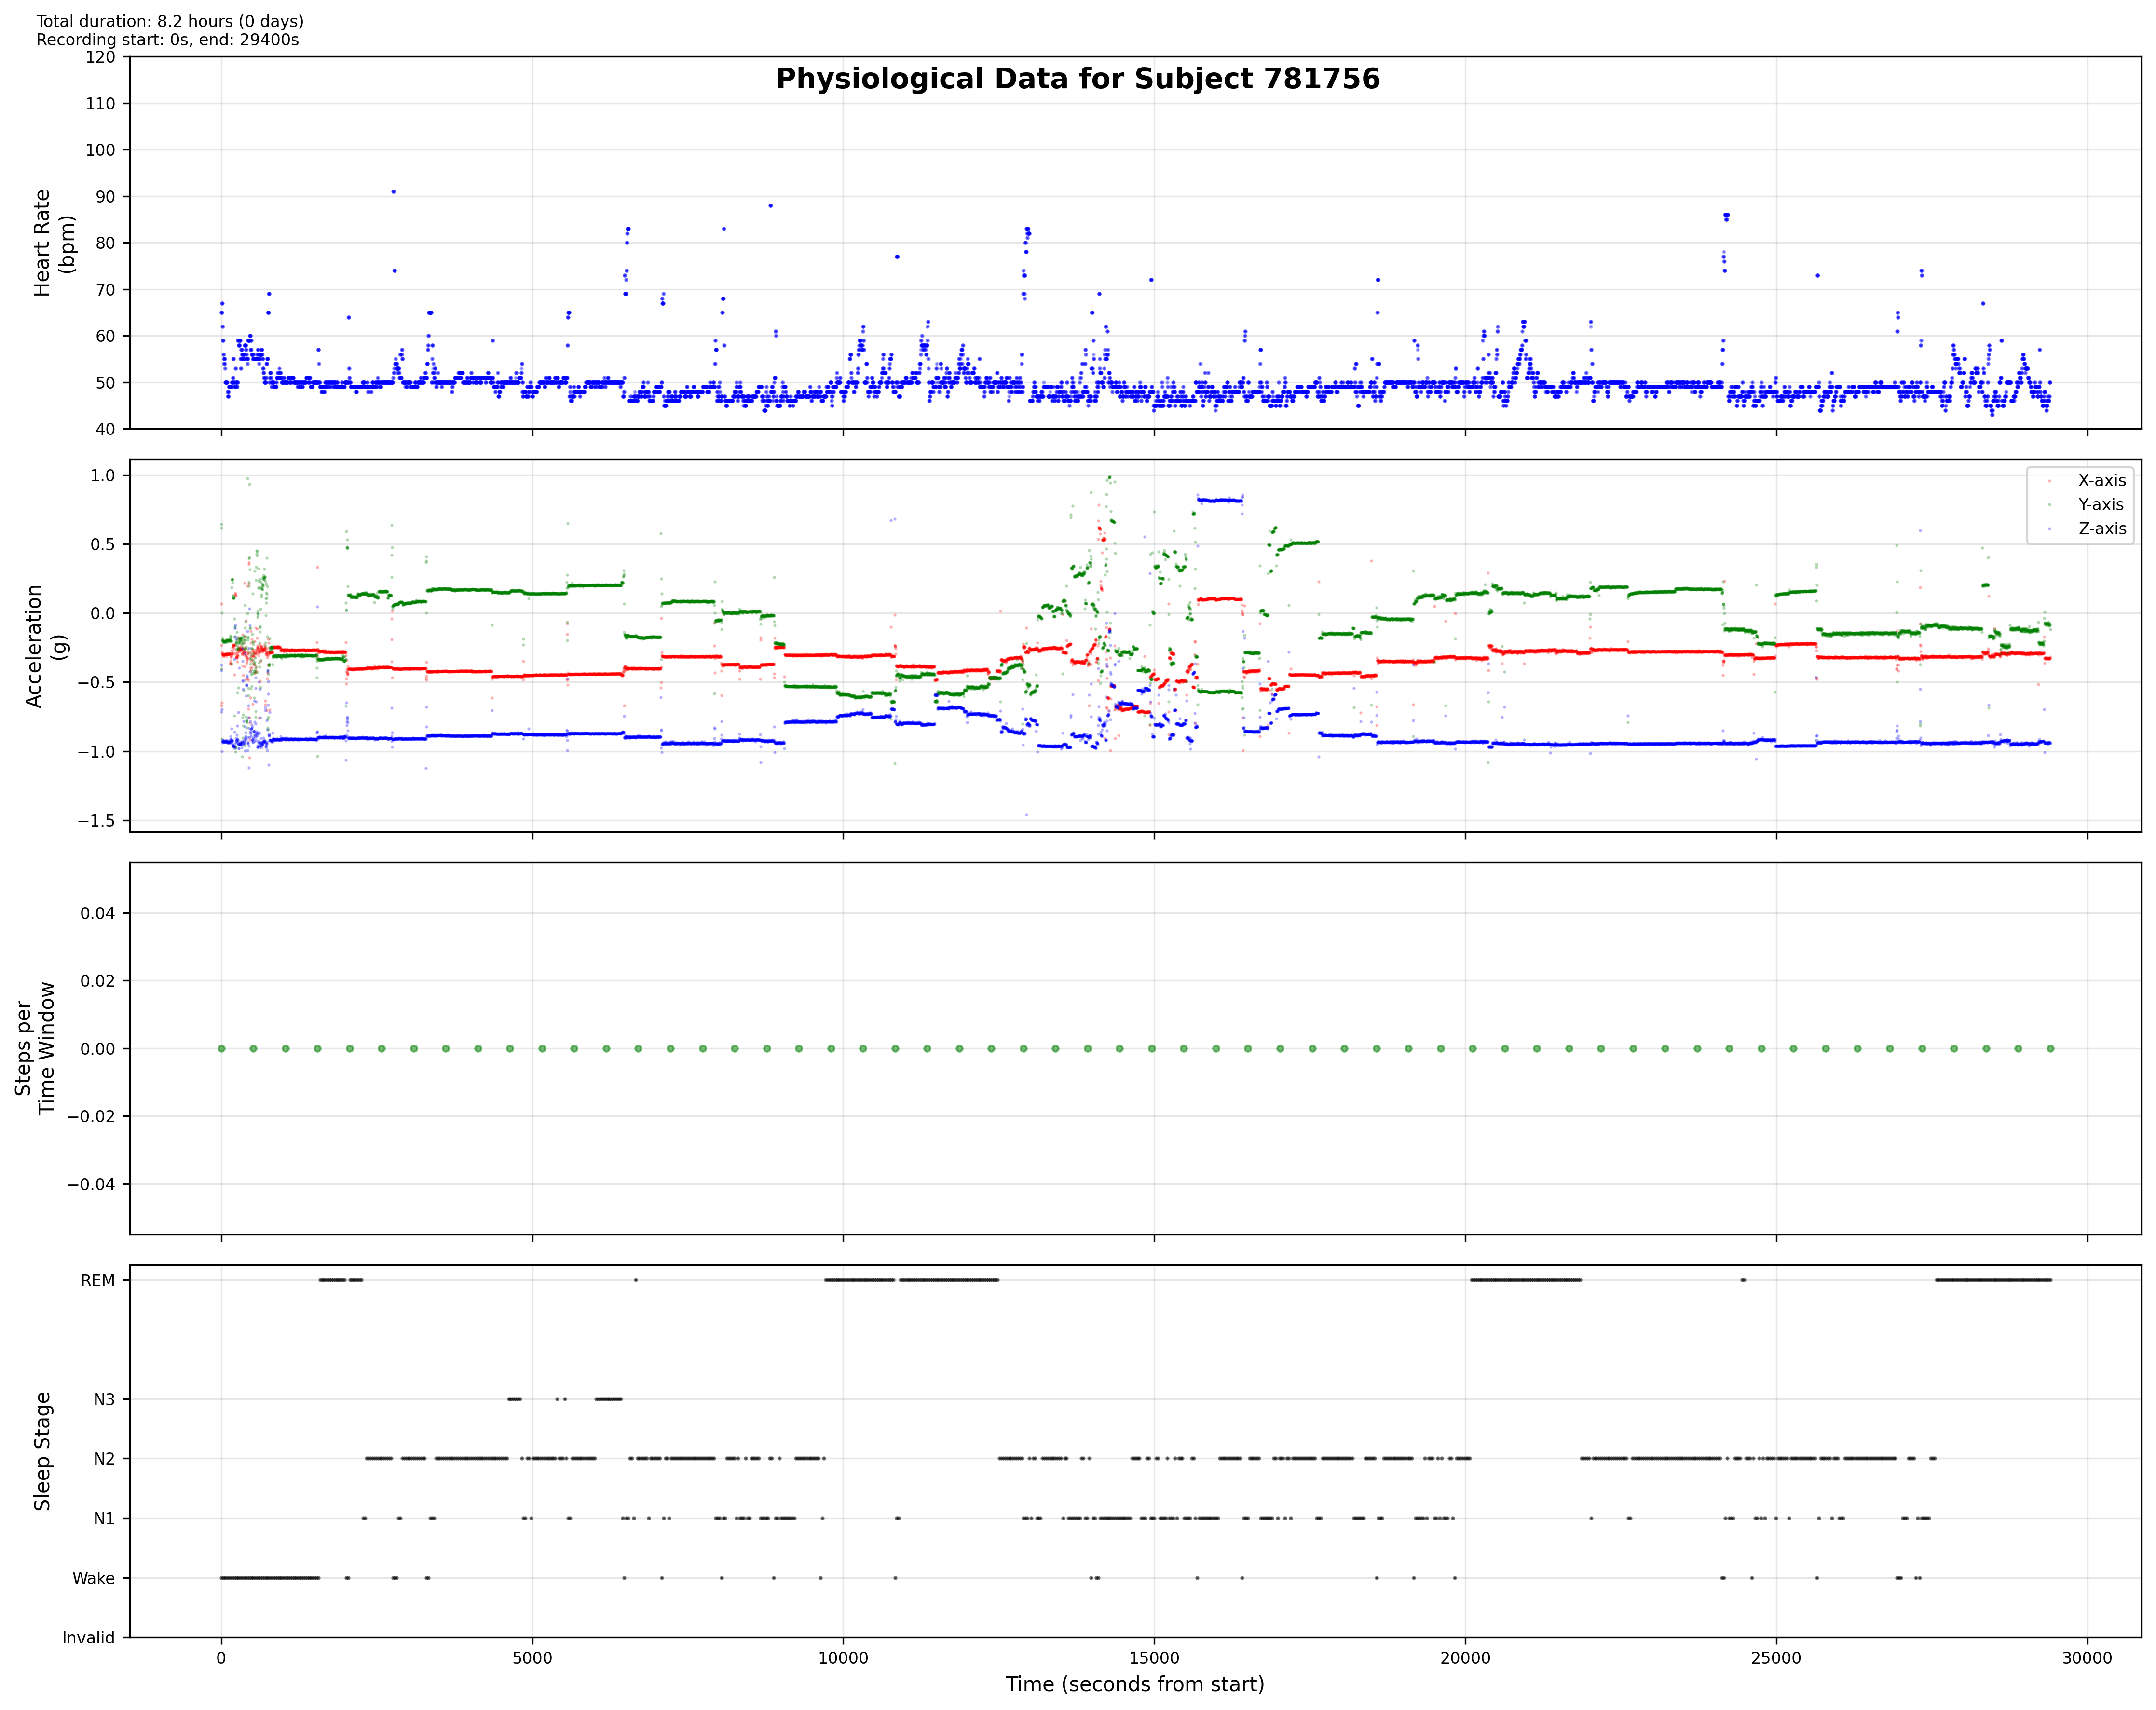 Total duration: 8.2 hours (0 days)
Recording start: 0s, end: 29400s
Physiological Data for Subject 781756
120
110
100
90
80
70
60
50
40
Heart Rate
(bpm)
1.0
0.5
0.0
−0.5
−1.0
−1.5
Acceleration
(g)
X-axis
Y-axis
Z-axis
0.04
0.02
0.00
−0.02
−0.04
Steps per
Time Window
REM
N3
N2
N1
Wake
Invalid
Sleep Stage
0 5000 10000 15000 20000 25000 30000
Time (seconds from start)